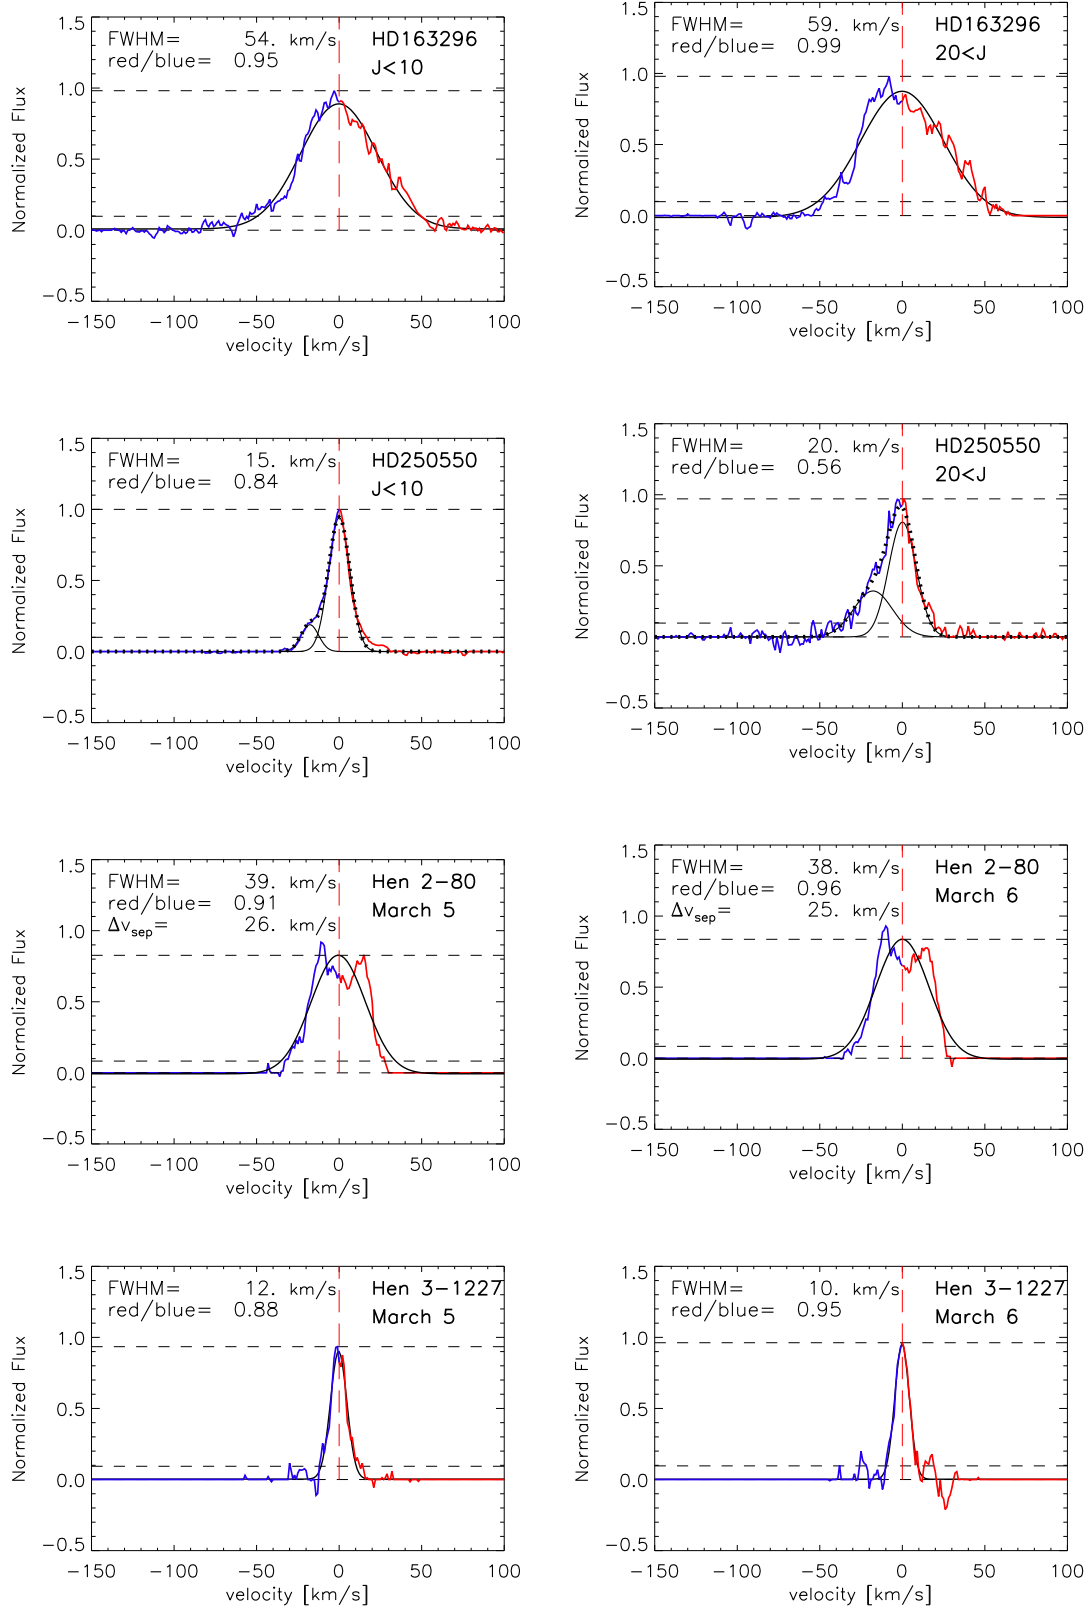 FWHM= 54. km/s HD163296
red/blue= 0.95 J<10
1.0
0.5
0.0
−0.5
−150 −100 −50 0 50 100
velocity [km/s]
Normalized Flux
FWHM= 59. km/s HD163296
red/blue= 0.99 20<J
1.5
1.0
0.5
0.0
−0.5
−150 −100 −50 0 50 100
velocity [km/s]
Normalized Flux
1.5
FWHM= 15. km/s HD250550
red/blue= 0.84 J<10
1.0
0.5
0.0
−0.5
−150 −100 −50 0 50 100
velocity [km/s]
Normalized Flux
1.5
FWHM= 20. km/s HD250550
red/blue= 0.56 20<J
1.0
0.5
0.0
−0.5
−150 −100 −50 0 50 100
velocity [km/s]
Normalized Flux
1.5
FWHM= 39. km/s Hen 2−80
red/blue= 0.91 March 5
Δvsep= 26. km/s
1.0
0.5
0.0
−0.5
−150 −100 −50 0 50 100
velocity [km/s]
Normalized Flux
1.5
FWHM= 38. km/s Hen 2−80
red/blue= 0.96 March 6
Δvsep= 25. km/s
1.0
0.5
0.0
−0.5
−150 −100 −50 0 50 100
velocity [km/s]
Normalized Flux
1.5
FWHM= 12. km/s Hen 3−1227
red/blue= 0.88 March 5
1.0
0.5
0.0
−0.5
−150 −100 −50 0 50 100
velocity [km/s]
Normalized Flux
1.5
FWHM= 10. km/s Hen 3−1227
red/blue= 0.95 March 6
1.0
0.5
0.0
−0.5
−150 −100 −50 0 50 100
velocity [km/s]
Normalized Flux